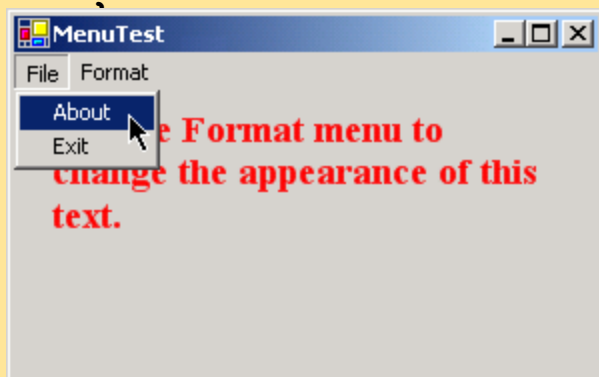 MenuTest
File Format
About
Exit
e Format menu to
change the appearance of this
text.